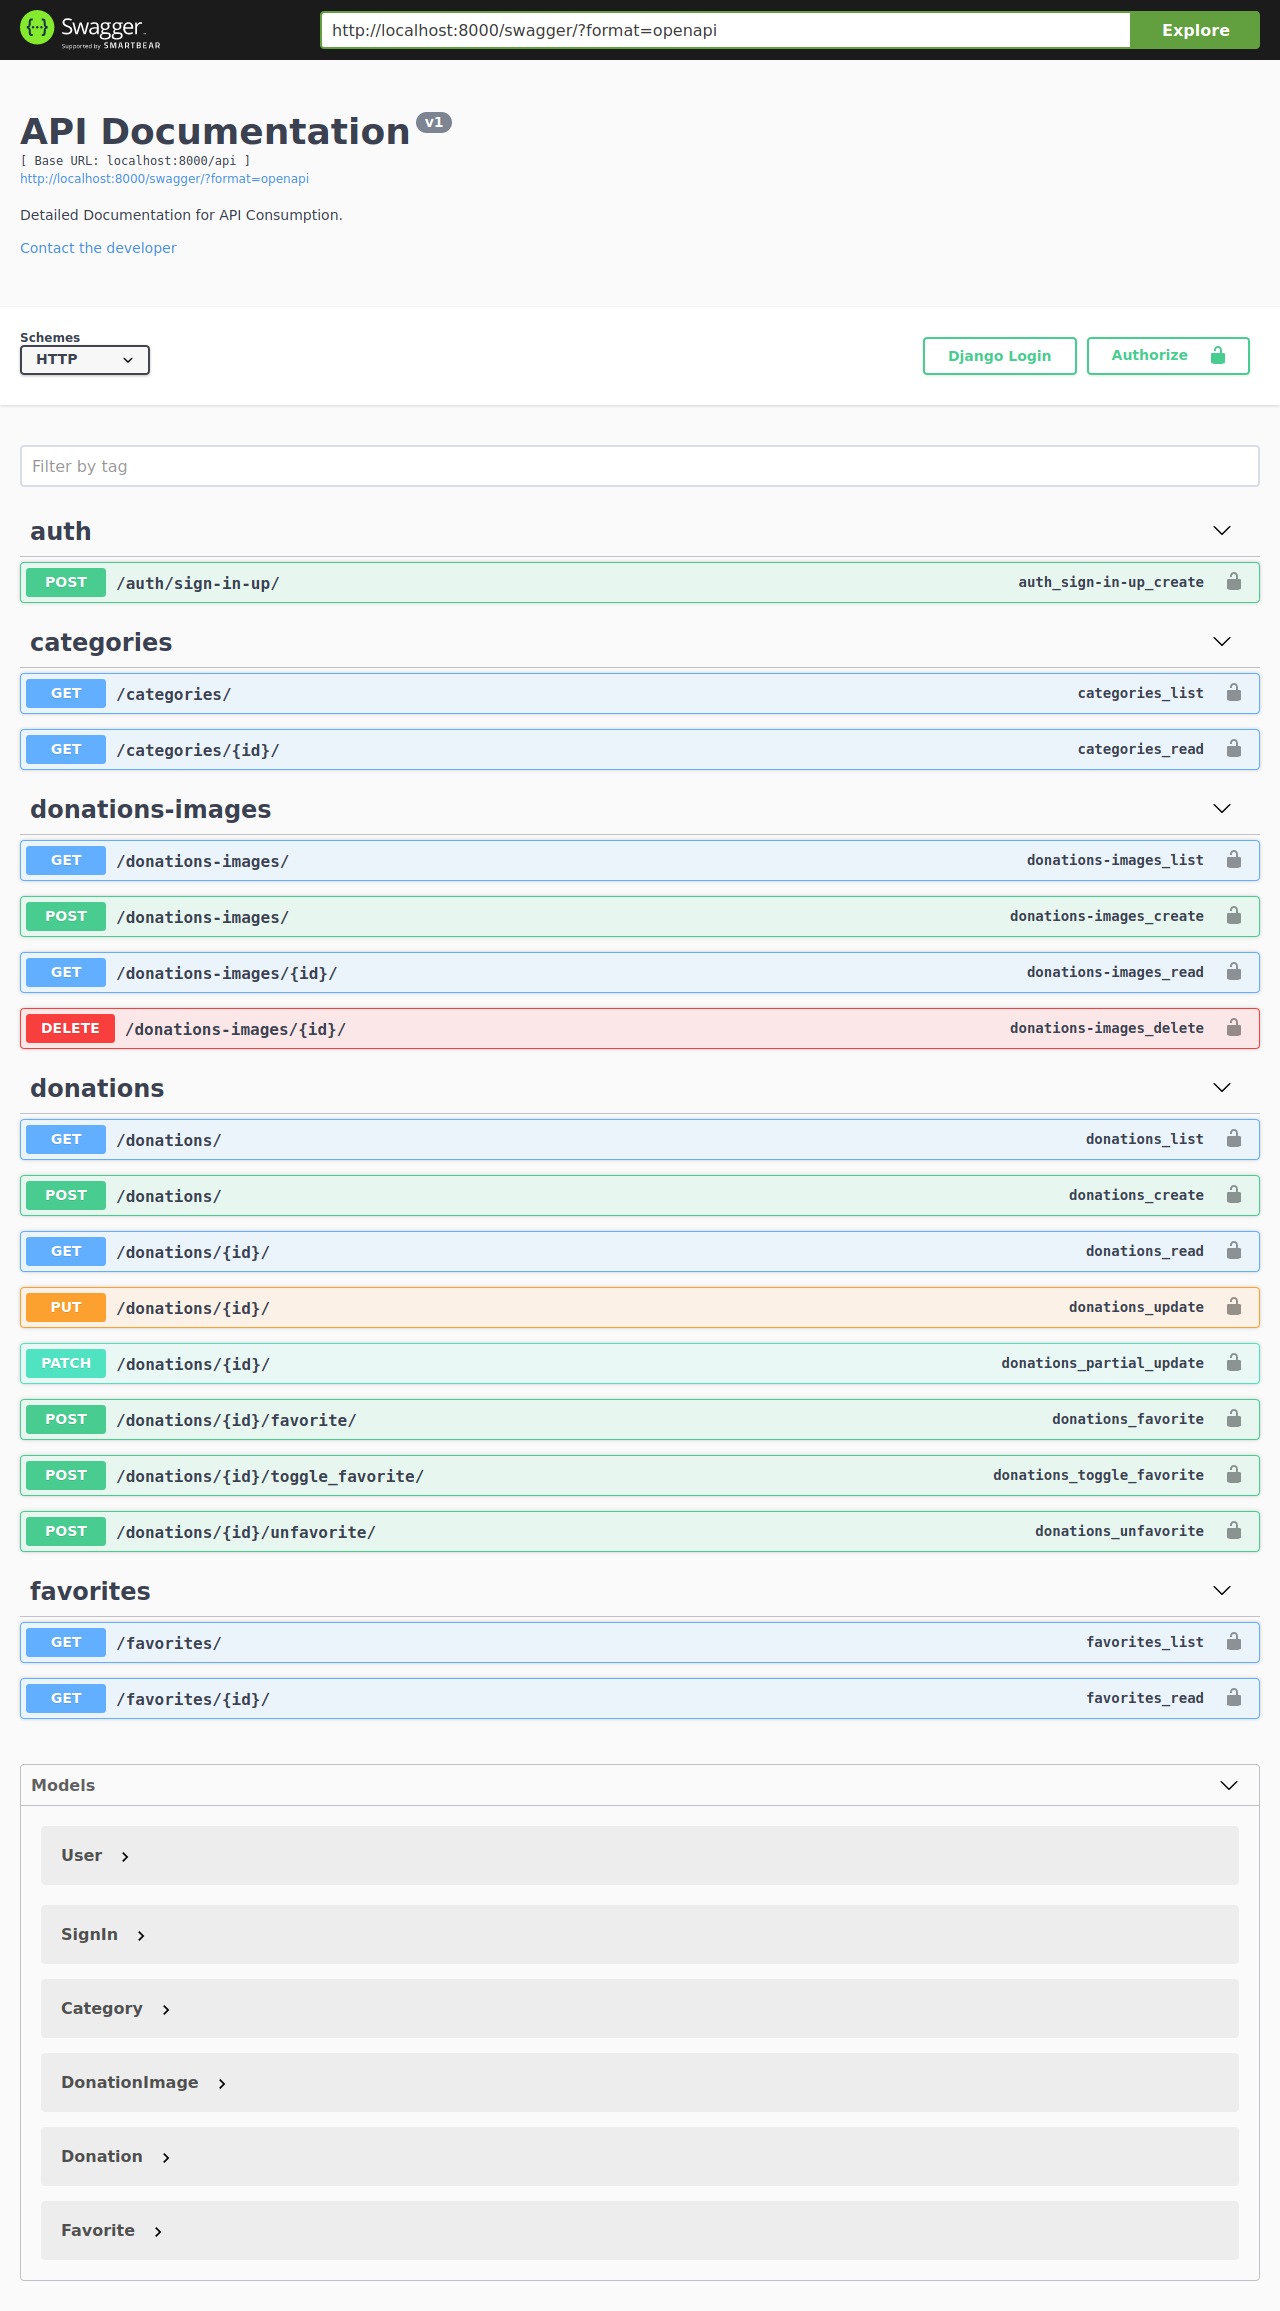 Swagger
Supported by SMARTBEAR
http://localhost:8000/swagger/?format=openapi
Explore
API Documentation v1
[ Base URL: localhost:8000/api ]
http://localhost:8000/swagger/?format=openapi
Detailed Documentation for API Consumption.
Contact the developer
Schemes
HTTP
Django Login
Authorize
Filter by tag
auth
POST /auth/sign-in-up/ auth_sign-in-up_create
categories
GET /categories/ categories_list
GET /categories/{id}/ categories_read
donations-images
GET /donations-images/ donations-images_list
POST /donations-images/ donations-images_create
GET /donations-images/{id}/ donations-images_read
DELETE /donations-images/{id}/ donations-images_delete
donations
GET /donations/ donations_list
POST /donations/ donations_create
GET /donations/{id}/ donations_read
PUT /donations/{id}/ donations_update
PATCH /donations/{id}/ donations_partial_update
POST /donations/{id}/favorite/ donations_favorite
POST /donations/{id}/toggle_favorite/ donations_toggle_favorite
POST /donations/{id}/unfavorite/ donations_unfavorite
favorites
GET /favorites/ favorites_list
GET /favorites/{id}/ favorites_read
Models
User
SignIn
Category
DonationImage
Donation
Favorite